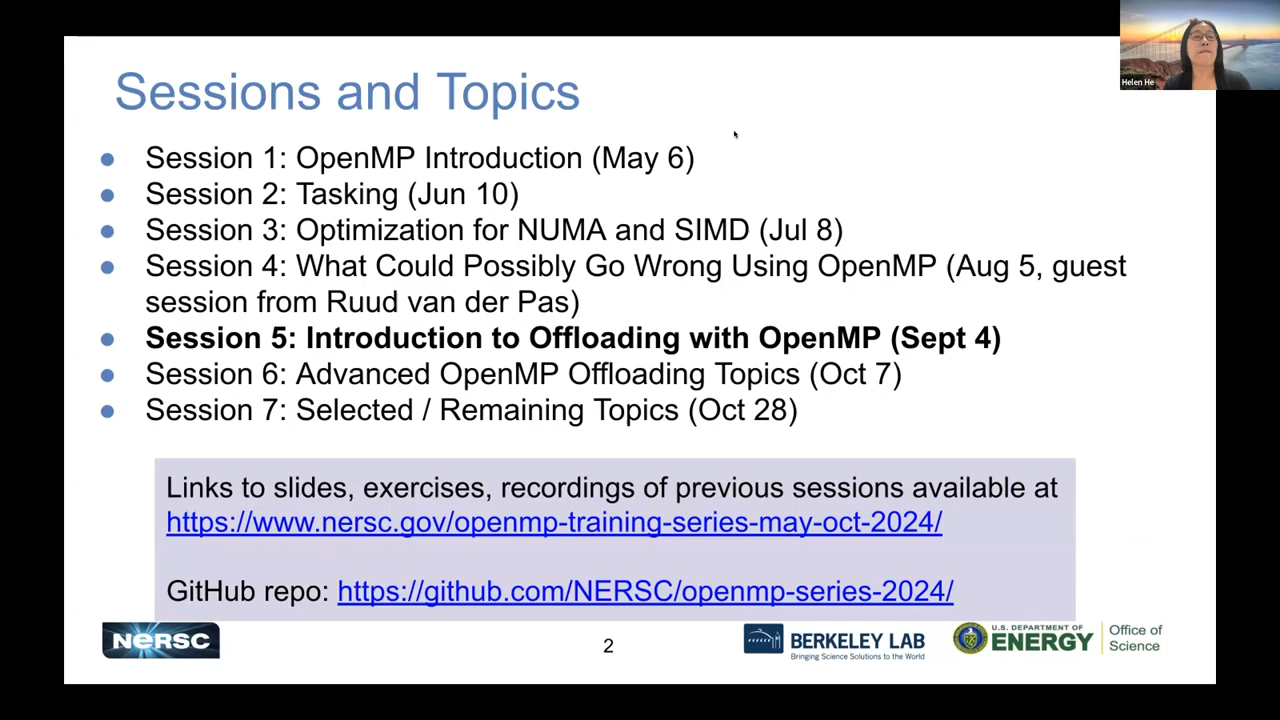 Sessions and Topics
Helen He
● Session 1: OpenMP Introduction (May 6)
● Session 2: Tasking (Jun 10)
● Session 3: Optimization for NUMA and SIMD (Jul 8)
● Session 4: What Could Possibly Go Wrong Using OpenMP (Aug 5, guest
session from Ruud van der Pas)
● Session 5: Introduction to Offloading with OpenMP (Sept 4)
● Session 6: Advanced OpenMP Offloading Topics (Oct 7)
● Session 7: Selected / Remaining Topics (Oct 28)
Links to slides, exercises, recordings of previous sessions available at
https://www.nersc.gov/openmp-training-series-may-oct-2024/
GitHub repo: https://github.com/NERSC/openmp-series-2024/
NERSC
2
BERKELEY LAB
Bringing Science Solutions to the World
U.S. DEPARTMENT OF
ENERGY
Office of
Science